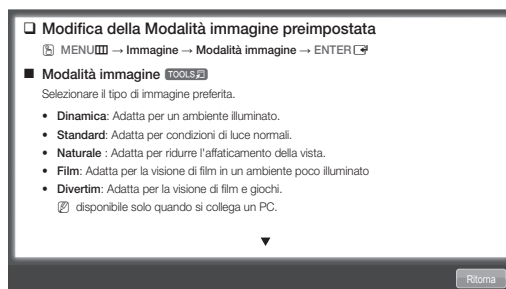 ❑ Modifica della Modalità immagine preimpostata
MENU → Immagine → Modalità immagine → ENTER
■ Modalità immagine TOOLS
Selezionare il tipo di immagine preferita.
• Dinamica: Adatta per un ambiente illuminato.
• Standard: Adatta per condizioni di luce normali.
• Naturale : Adatta per ridurre l'affaticamento della vista.
• Film: Adatta per la visione di film in un ambiente poco illuminato
• Divertim: Adatta per la visione di film e giochi.
disponibile solo quando si collega un PC.
▼
Ritorna